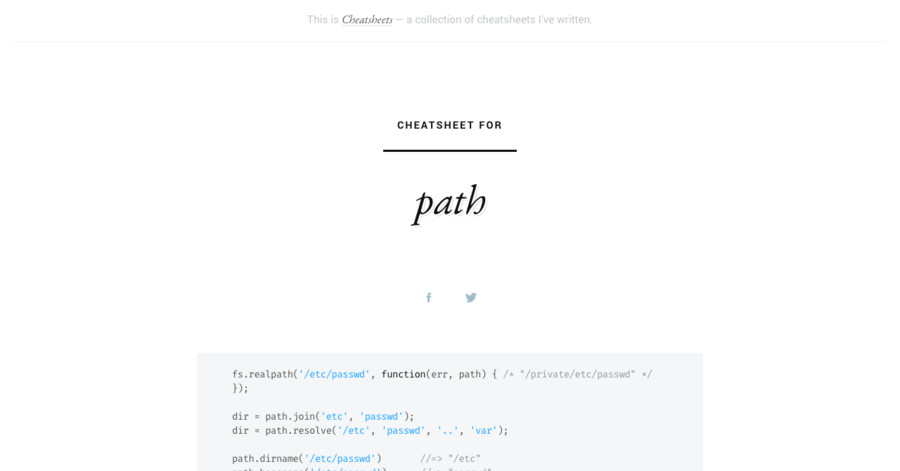 This is Cheatsheets — a collection of cheatsheets I've written.
CHEATSHEET FOR
path
fs.realpath('/etc/passwd', function(err, path) { /* "/private/etc/passwd" */
});
dir = path.join('etc', 'passwd');
dir = path.resolve('/etc', 'passwd', '..', 'var');
path.dirname('/etc/passwd')      //=> "/etc"